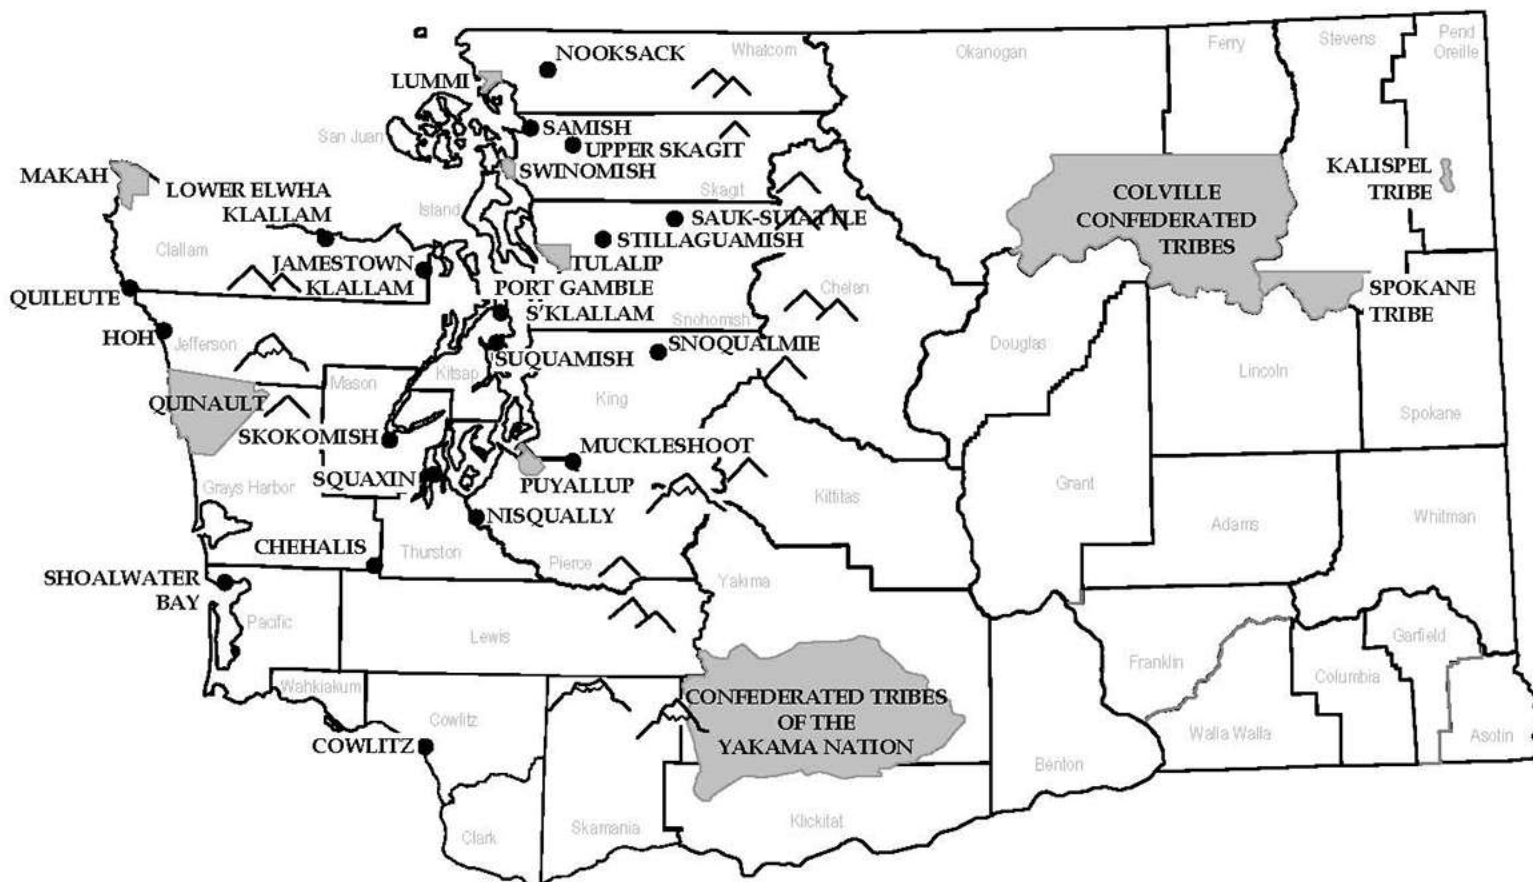 NOOKSACK
Whatcom
Okanogan
Ferry
Stevens
Pend
Oreille
LUMMI
San Juan
SAMISH
UPPER SKAGIT
SWINOMISH
Skagit
MAKAH
LOWER ELWHA
KLALLAM
Island
Clallam
SAUK-SUIATTLE
STILLAGUAMISH
COLVILLE
CONFEDERATED
TRIBES
KALISPEL
TRIBE
JAMESTOWN
KLALLAM
TULALIP
QUILEUTE
PORT GAMBLE
S'KLALLAM
Snohomish
Chelan
SPOKANE
TRIBE
HOH
Jefferson
SUQUAMISH
SNOQUALMIE
Douglas
Lincoln
Mason
Kitsap
King
QUINAULT
Spokane
SKOKOMISH
MUCKLESHOOT
SQUAXIN
PUYALLUP
Grays Harbor
Kittitas
Grant
NISQUALLY
Adams
Whitman
CHEHALIS
Thurston
Pierce
Yakima
SHOALWATER
BAY
Pacific
Lewis
Franklin
Columbia
Garfield
Wahkiakum
CONFEDERATED TRIBES
OF THE
YAKAMA NATION
Cowlitz
COWLITZ
Walla Walla
Asotin
Benton
Clark
Skamania
Klickitat